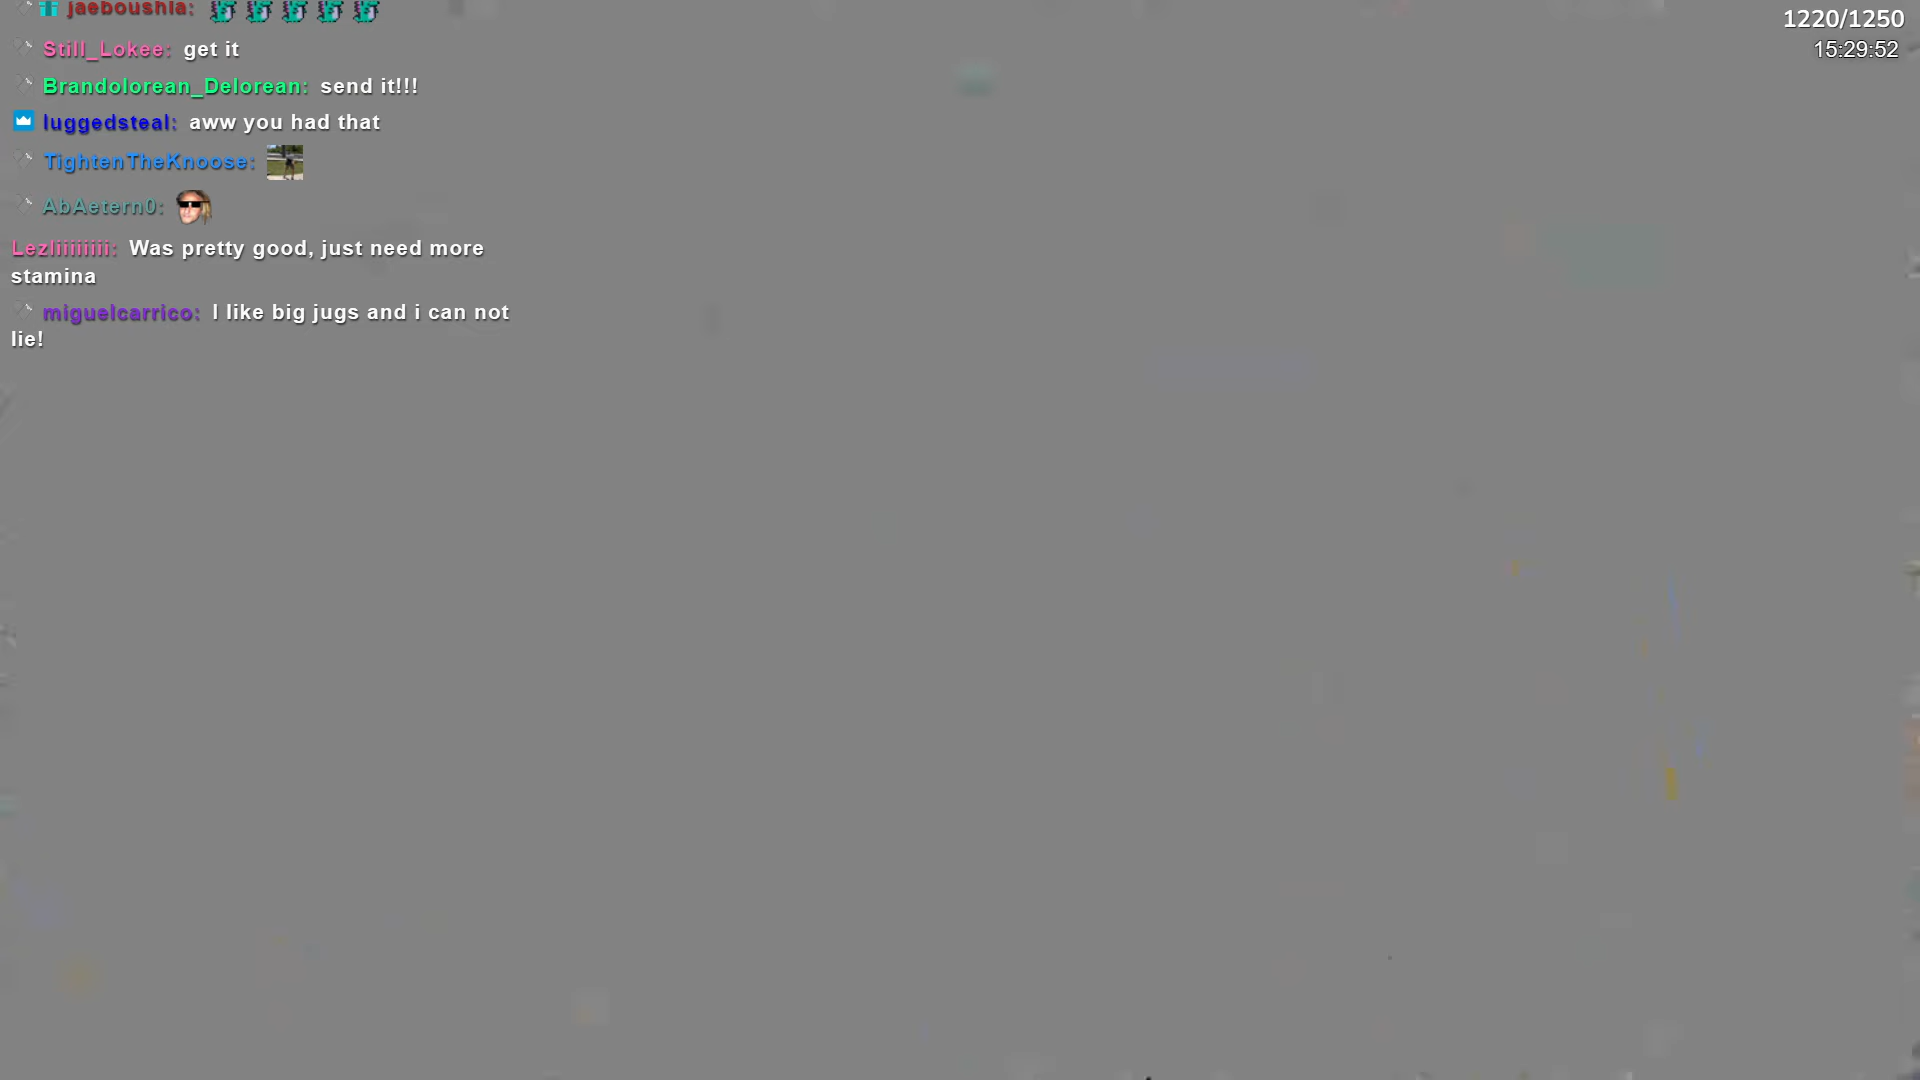 jaeboushia:
1220/1250
Still_Lokee: get it
15:29:52
Brandolorean_Delorean: send it!!!
luggedsteal: aww you had that
TightenTheKnoose:
AbAetern0:
Lezliiiiiiiii: Was pretty good, just need more
stamina
miguelcarrico: I like big jugs and i can not
lie!